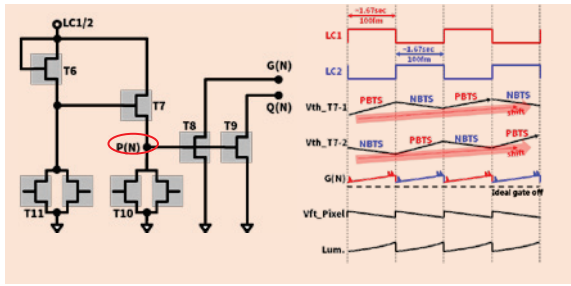 LC1/2
T6
T7
P(N)
T8
T9
G(N)
Q(N)
T11
T10
~1.67sec
100fm
LC1
~1.67sec
100fm
LC2
Vth_T7-1
PBTS NBTS PBTS NBTS
shift
Vth_T7-2
NBTS PBTS NBTS PBTS
shift
G(N)
Ideal gate off
Vft_Pixel
Lum.